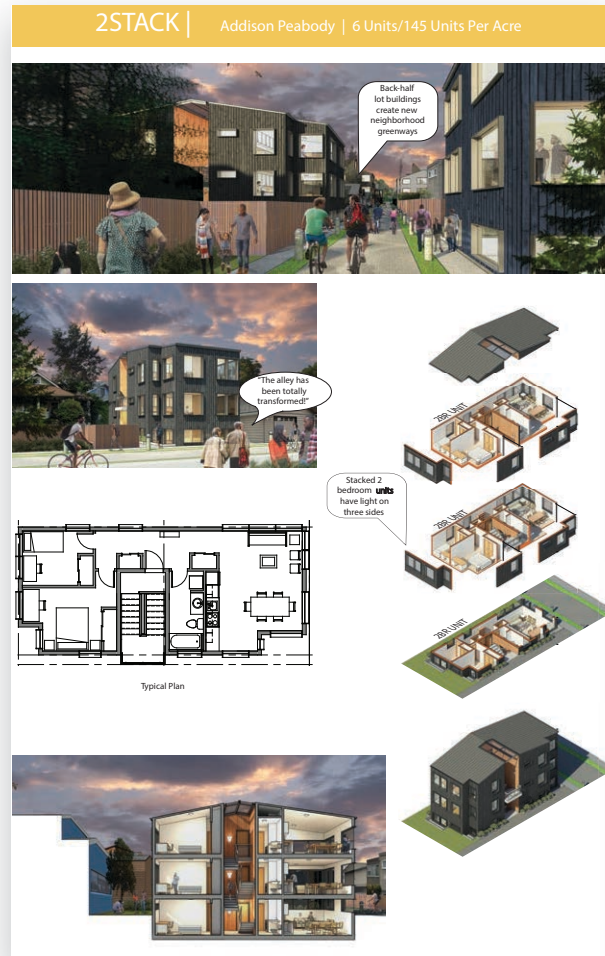 2STACK | Addison Peabody | 6 Units/145 Units Per Acre
Back-half
lot buildings
create new
neighborhood
greenways
"The alley has
been totally
transformed!"
2BR UNIT
Stacked 2
bedroom units
have light on
three sides
2BR UNIT
2BR UNIT
Typical Plan